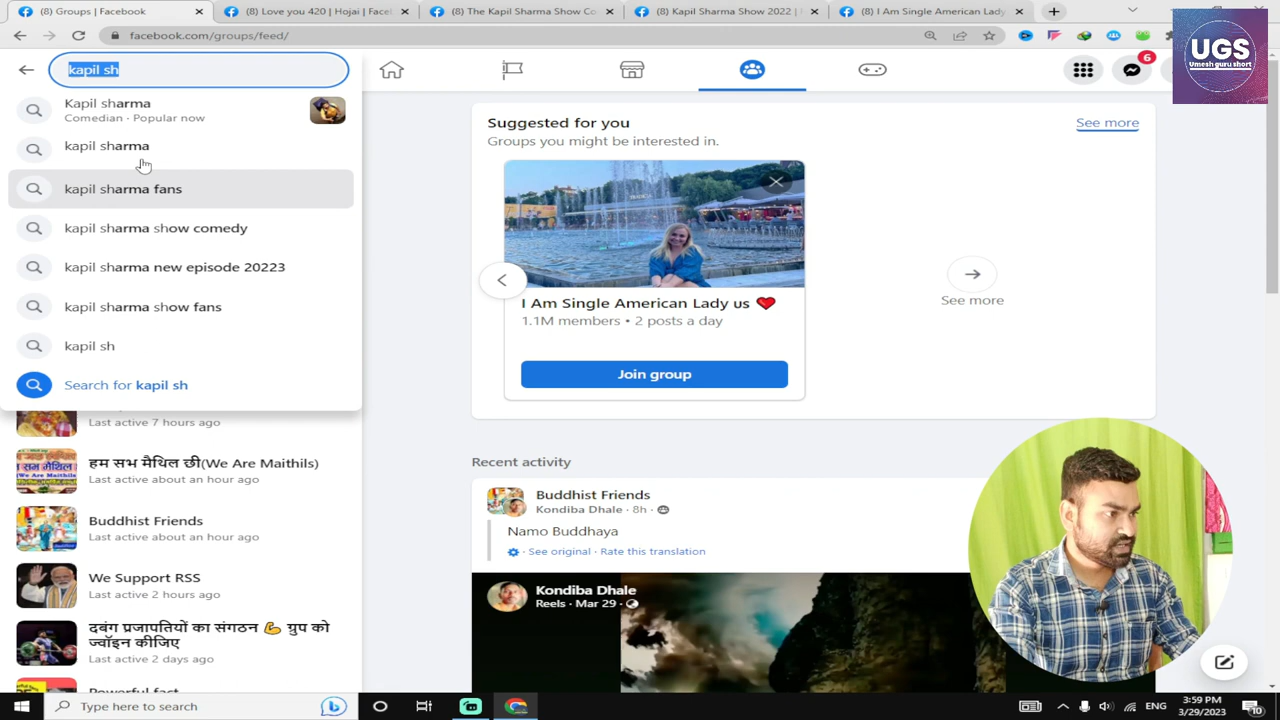 (8) Groups | Facebook
(8) Love you 420 | Hojai | Facel
(8) The Kapil Sharma Show Co
(8) Kapil Sharma Show 2022 | F
(8) I Am Single American Lady
facebook.com/groups/feed/
UGS
Umesh guru short
kapil sh
6
Kapil sharma
Comedian · Popular now
kapil sharma
kapil sharma fans
kapil sharma show comedy
kapil sharma new episode 20223
kapil sharma show fans
kapil sh
Search for kapil sh
Last active 7 hours ago
हम सभ मैथिल छी(We Are Maithils)
Last active about an hour ago
Buddhist Friends
Last active about an hour ago
We Support RSS
Last active 2 hours ago
दबंग प्रजापतियों का संगठन 💪 ग्रुप को
ज्वॉइन कीजिए
Last active 2 days ago
Powerful fact
Suggested for you
See more
Groups you might be interested in.
I Am Single American Lady us ❤️
1.1M members • 2 posts a day
Join group
See more
Recent activity
Buddhist Friends
Kondiba Dhale · 8h ·
Namo Buddhaya
· See original · Rate this translation
Kondiba Dhale
Reels · Mar 29 ·
Type here to search
ENG
3:59 PM
3/29/2023
10